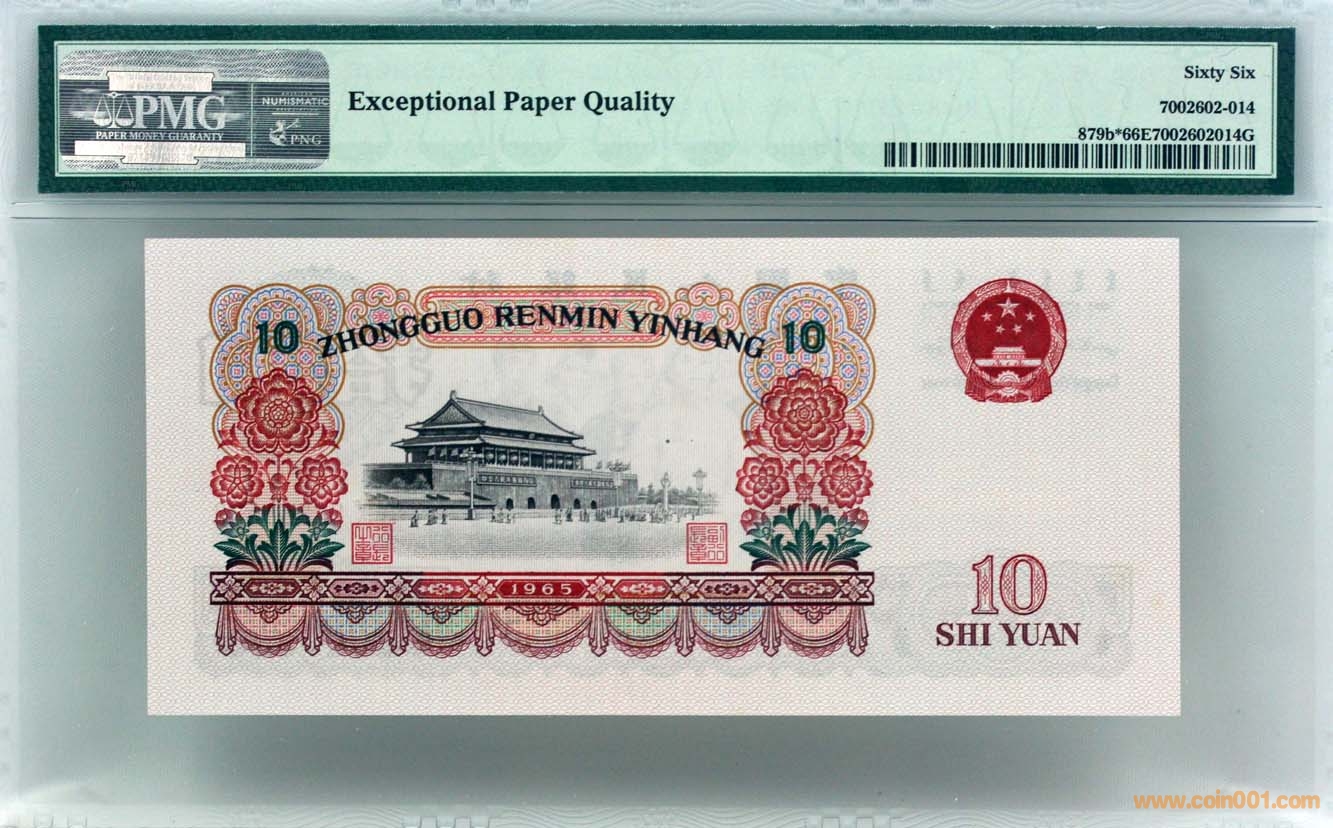 PMG
PAPER MONEY GUARANTY
NUMISMATIC
PNG
Exceptional Paper Quality
Sixty Six
7002602-014
879b*66E7002602014G
10 ZHONGGUO RENMIN YINHANG 10
1965
10
SHI YUAN
www.coin001.com